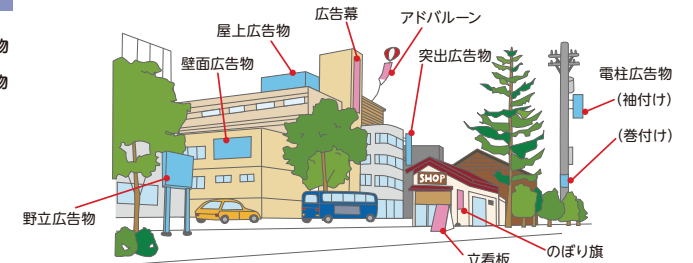 物
物
屋上広告物
広告幕
アドバルーン
壁面広告物
突出広告物
電柱広告物
(袖付け)
(巻付け)
SHOP
野立広告物
立看板
のぼり旗